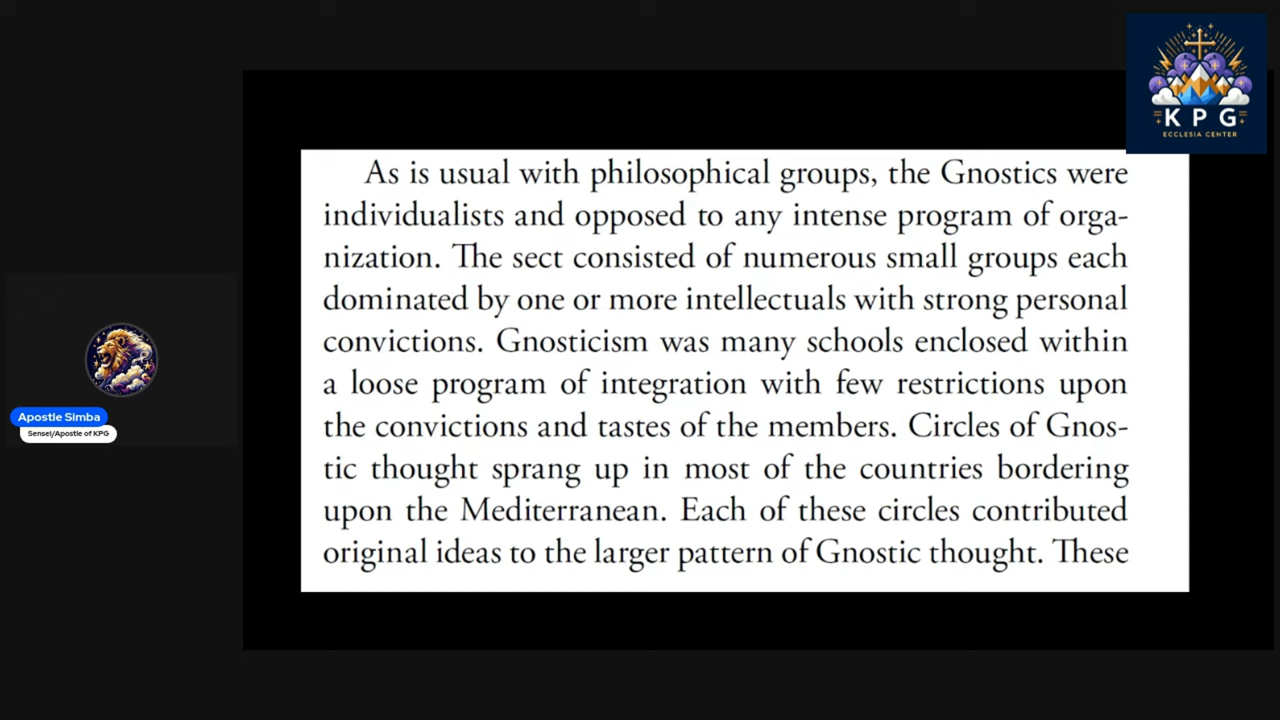 K P G
ECCLESIA CENTER
As is usual with philosophical groups, the Gnostics were
individualists and opposed to any intense program of orga-
nization. The sect consisted of numerous small groups each
dominated by one or more intellectuals with strong personal
convictions. Gnosticism was many schools enclosed within
a loose program of integration with few restrictions upon
the convictions and tastes of the members. Circles of Gnos-
tic thought sprang up in most of the countries bordering
upon the Mediterranean. Each of these circles contributed
original ideas to the larger pattern of Gnostic thought. These
Apostle Simba
Sensei/Apostle of KPG